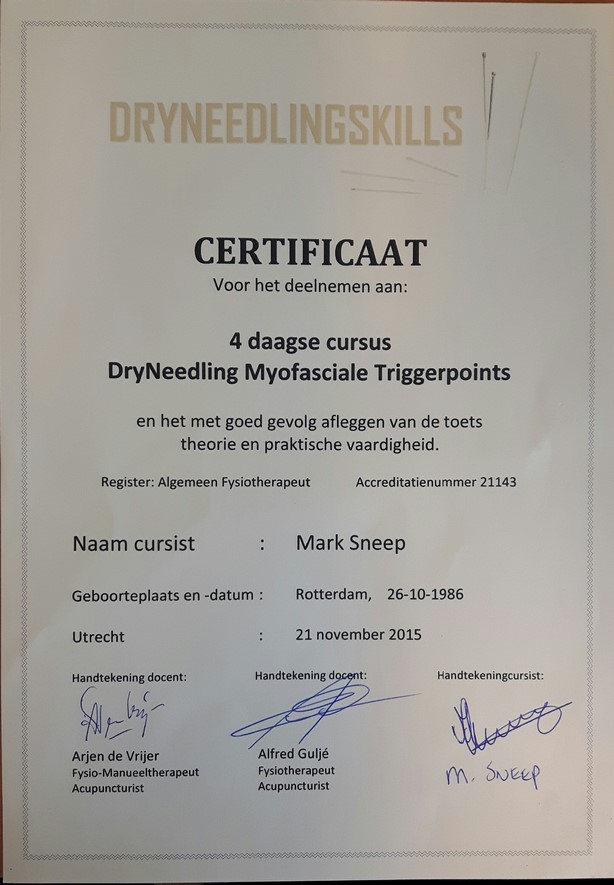 DRYNEEDLINGSKILLS
CERTIFICAAT
Voor het deelnemen aan:
4 daagse cursus
DryNeedling Myofasciale Triggerpoints
en het met goed gevolg afleggen van de toets
theorie en praktische vaardigheid.
Register: Algemeen Fysiotherapeut Accreditatienummer 21143
Naam cursist : Mark Sneep
Geboorteplaats en -datum : Rotterdam, 26-10-1986
Utrecht : 21 november 2015
Handtekening docent: Handtekening docent: Handtekeningcursist:
Arjen de Vrijer Alfred Guljé M. SNEEP
Fysio-Manueeltherapeut Fysiotherapeut
Acupuncturist Acupuncturist